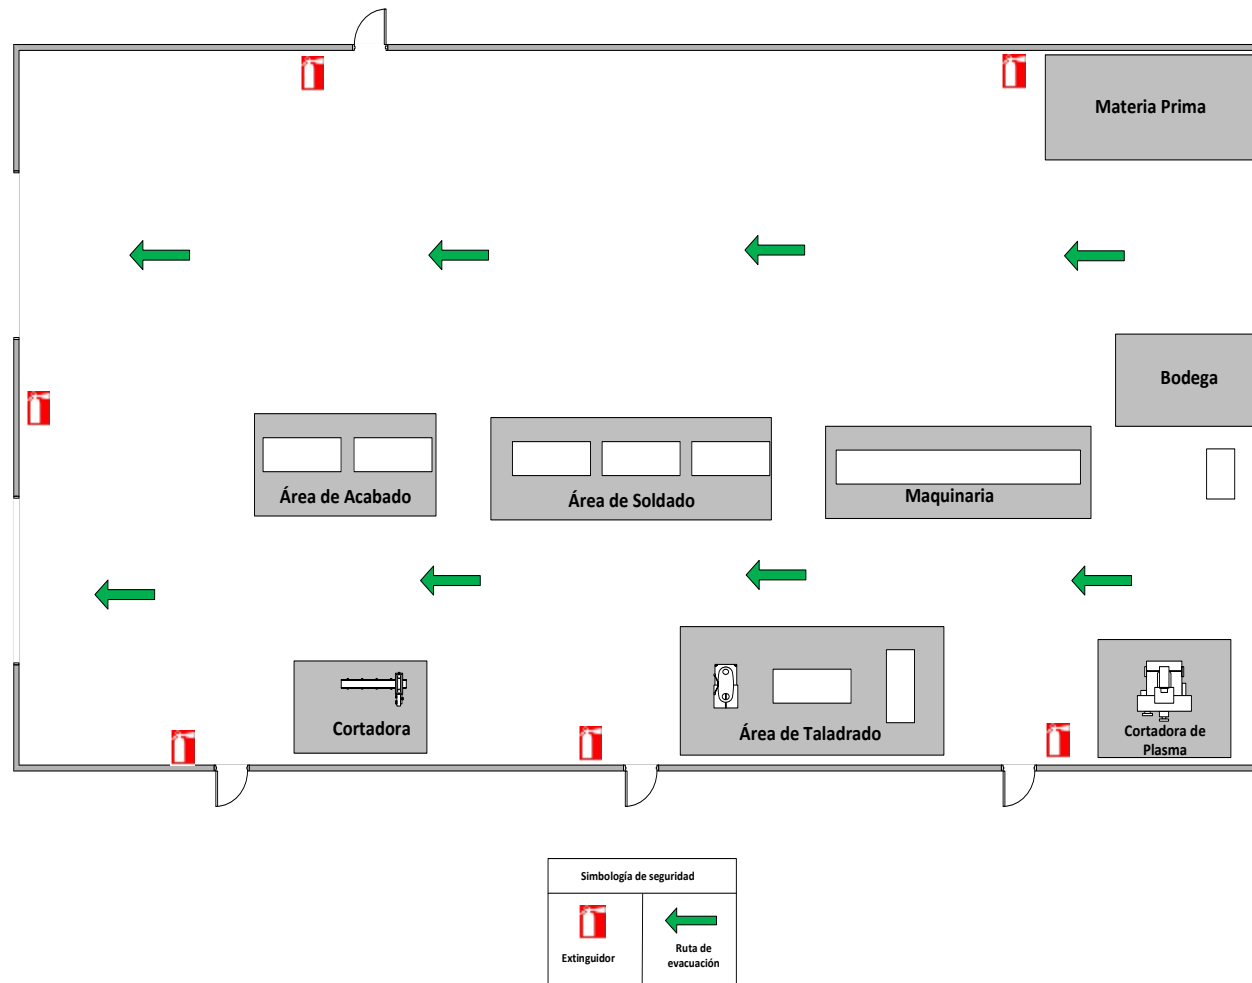 Materia Prima
Bodega
Área de Acabado
Área de Soldado
Maquinaria
Cortadora
Área de Taladrado
Cortadora de
Plasma
Simbología de seguridad
Extinguidor
Ruta de
evacuación